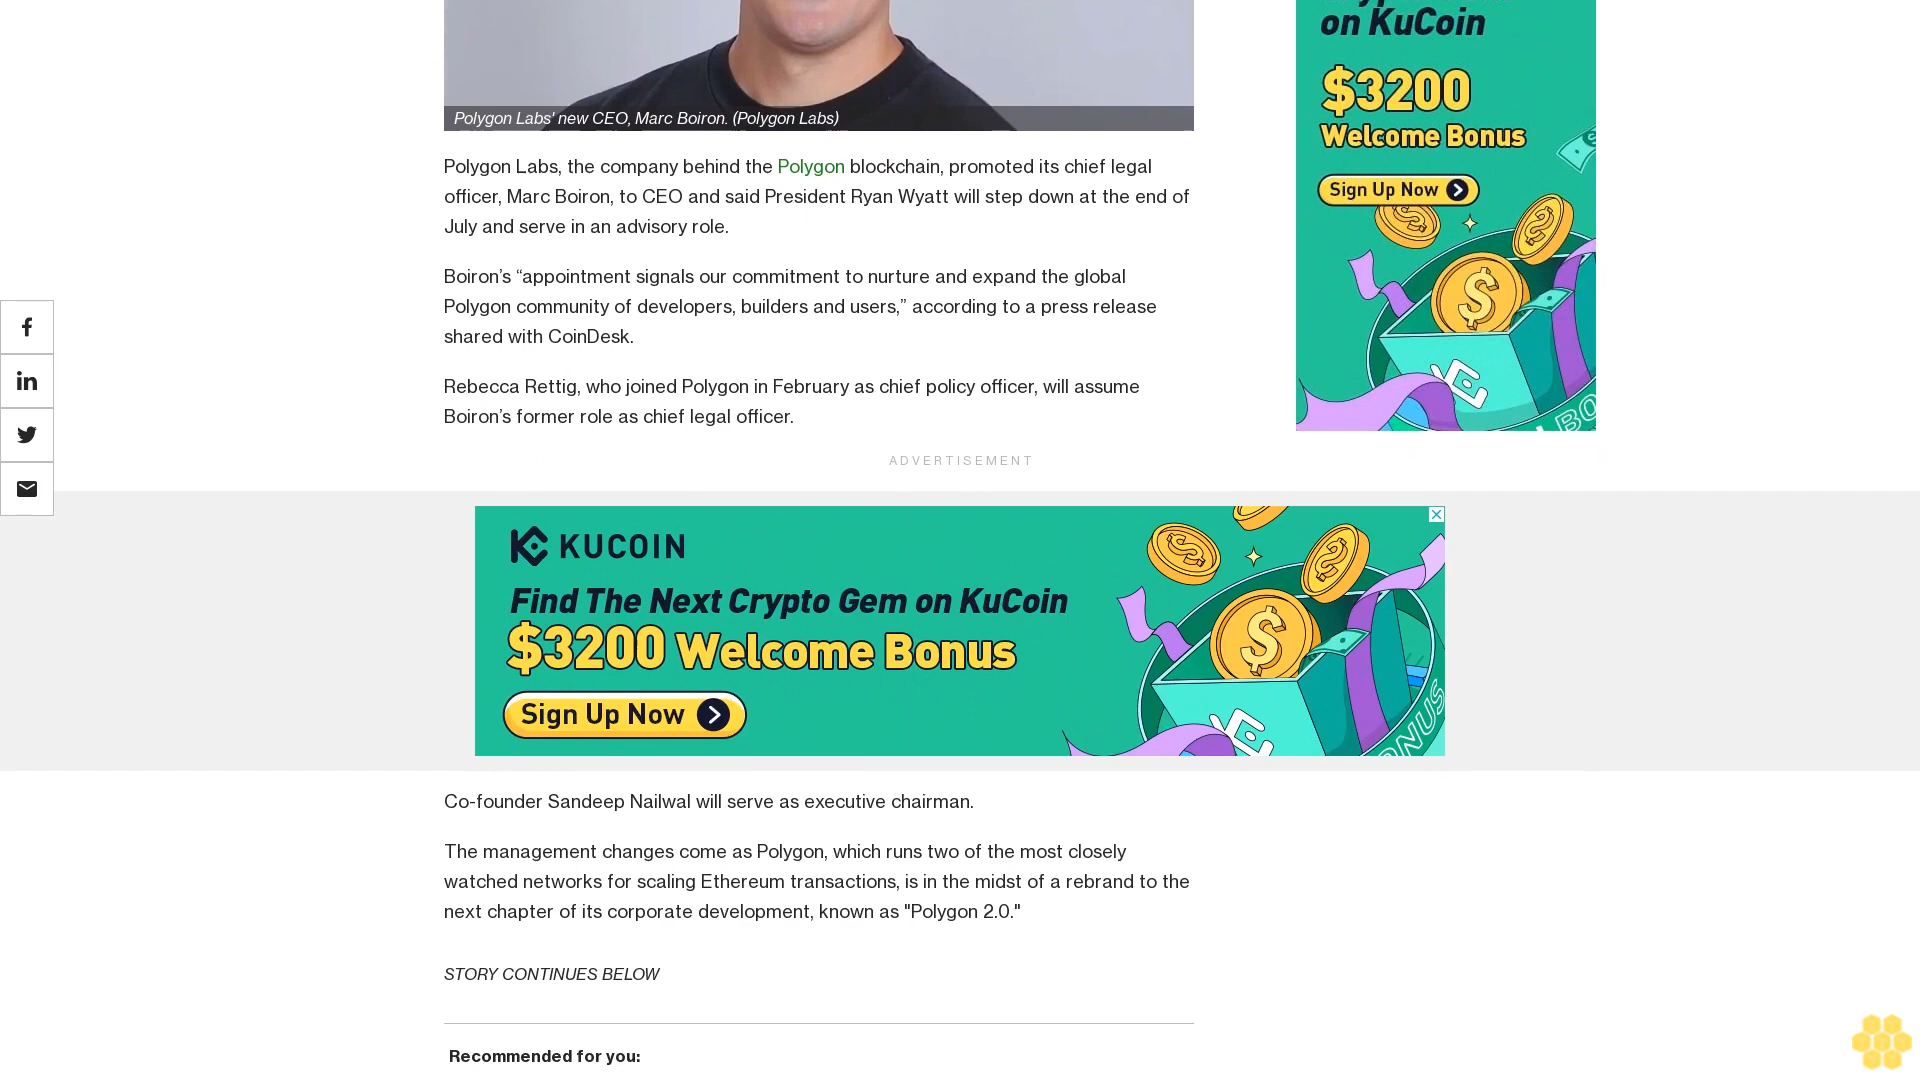 on KuCoin
$3200
Welcome Bonus
Sign Up Now
Polygon Labs' new CEO, Marc Boiron. (Polygon Labs)
Polygon Labs, the company behind the Polygon blockchain, promoted its chief legal
officer, Marc Boiron, to CEO and said President Ryan Wyatt will step down at the end of
July and serve in an advisory role.
Boiron’s “appointment signals our commitment to nurture and expand the global
Polygon community of developers, builders and users,” according to a press release
shared with CoinDesk.
Rebecca Rettig, who joined Polygon in February as chief policy officer, will assume
Boiron’s former role as chief legal officer.
ADVERTISEMENT
KUCOIN
Find The Next Crypto Gem on KuCoin
$3200 Welcome Bonus
Sign Up Now
Co-founder Sandeep Nailwal will serve as executive chairman.
The management changes come as Polygon, which runs two of the most closely
watched networks for scaling Ethereum transactions, is in the midst of a rebrand to the
next chapter of its corporate development, known as "Polygon 2.0."
STORY CONTINUES BELOW
Recommended for you: